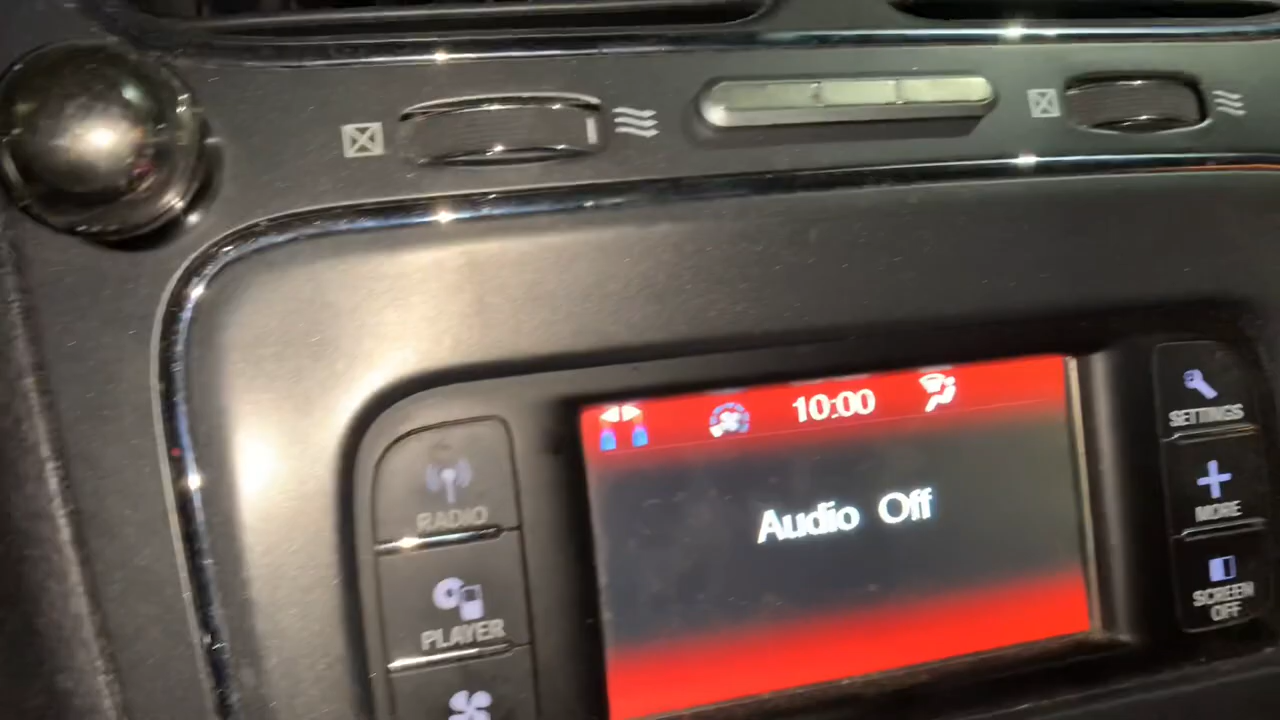 10:00
Audio Off
RADIO
PLAYER
SETTINGS
MORE
SCREEN
OFF